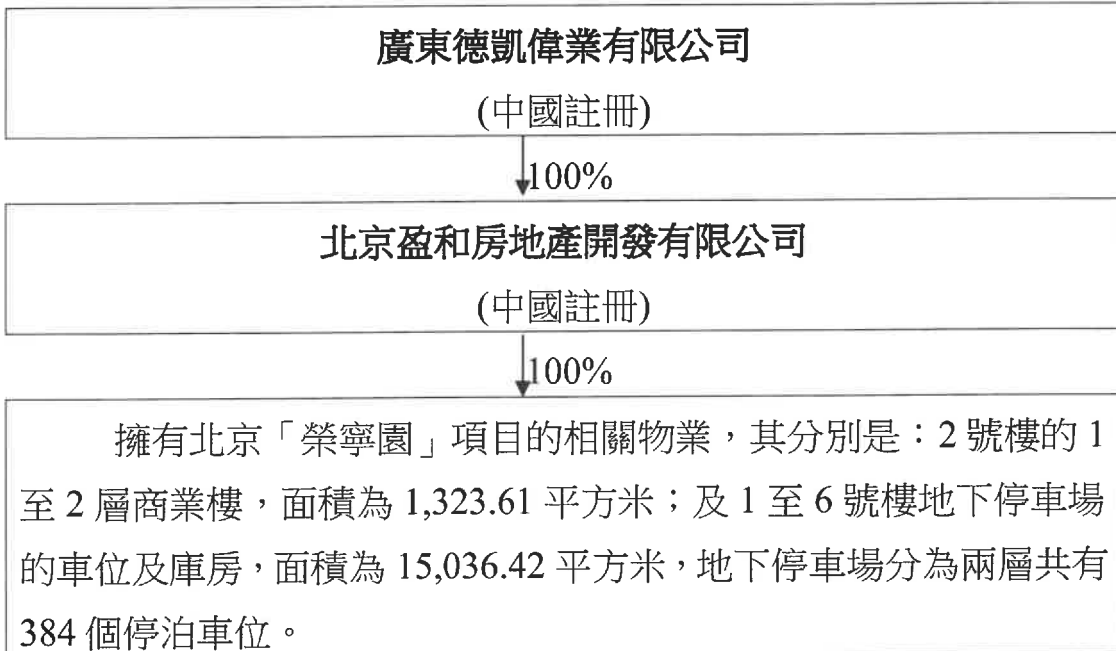 廣東德凱偉業有限公司
(中國註冊)
100%
北京盈和房地產開發有限公司
(中國註冊)
100%
擁有北京「榮寧園」項目的相關物業，其分別是：2 號樓的 1
至 2 層商業樓，面積為 1,323.61 平方米；及 1 至 6 號樓地下停車場
的車位及庫房，面積為 15,036.42 平方米，地下停車場分為兩層共有
384 個停泊車位。